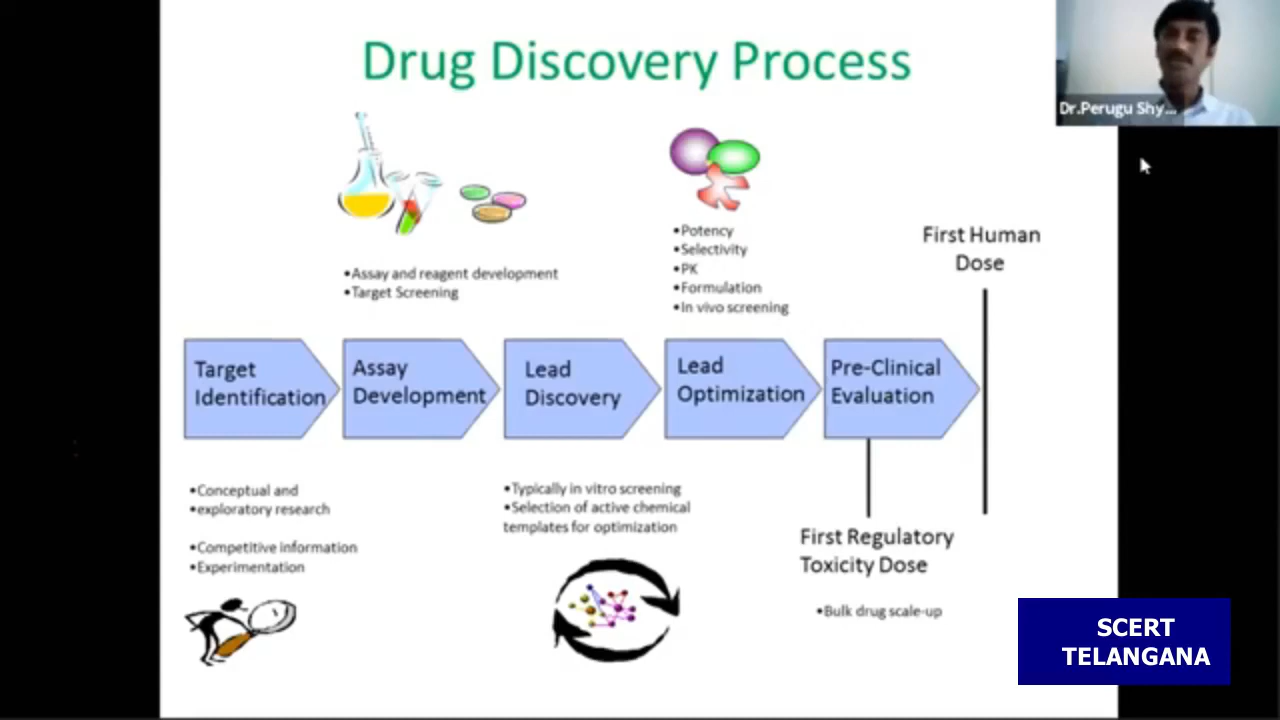 Drug Discovery Process
Dr.Perugu Shy...
•Potency
•Selectivity
•PK
•Formulation
•In vivo screening
First Human
Dose
•Assay and reagent development
•Target Screening
Target
Identification
Assay
Development
Lead
Discovery
Lead
Optimization
Pre-Clinical
Evaluation
•Conceptual and
•exploratory research
•Competitive information
•Experimentation
•Typically in vitro screening
•Selection of active chemical
templates for optimization
First Regulatory
Toxicity Dose
•Bulk drug scale-up
SCERT
TELANGANA